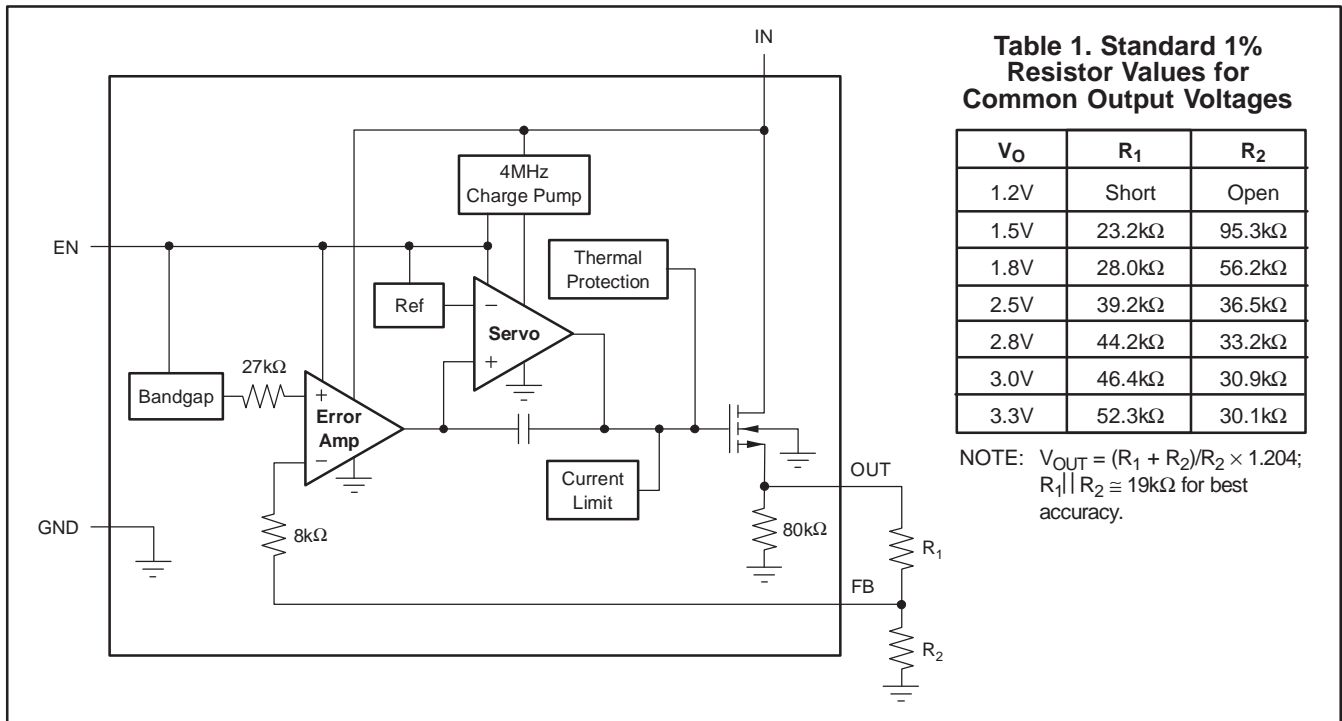 IN
4MHz
Charge Pump
EN
Thermal
Protection
Ref
−
Servo
+
27kΩ
Bandgap
+
Error
Amp
−
Current
Limit
OUT
GND
8kΩ
80kΩ
R1
FB
R2
Table 1. Standard 1%
Resistor Values for
Common Output Voltages
VO R1 R2
1.2V Short Open
1.5V 23.2kΩ 95.3kΩ
1.8V 28.0kΩ 56.2kΩ
2.5V 39.2kΩ 36.5kΩ
2.8V 44.2kΩ 33.2kΩ
3.0V 46.4kΩ 30.9kΩ
3.3V 52.3kΩ 30.1kΩ
NOTE: VOUT = (R1 + R2)/R2 × 1.204;
R1||R2 ≅ 19kΩ for best
accuracy.